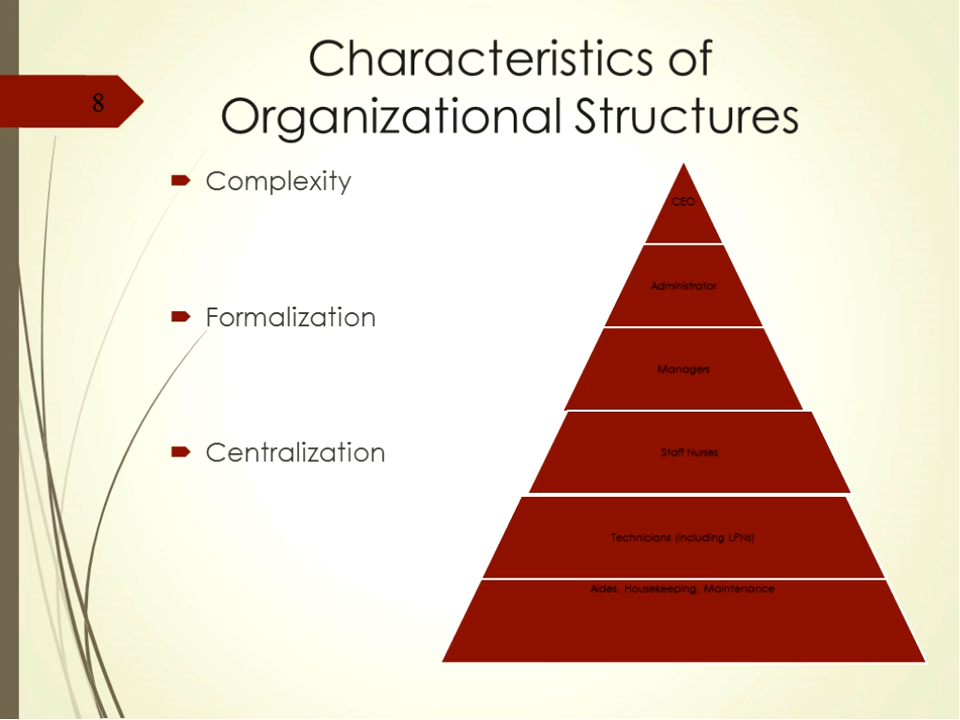 Characteristics of
Organizational Structures
8
Complexity
Formalization
Centralization
CEO
Administrator
Managers
Staff Nurses
Technicians (including LPNs)
Aides, Housekeeping, Maintenance